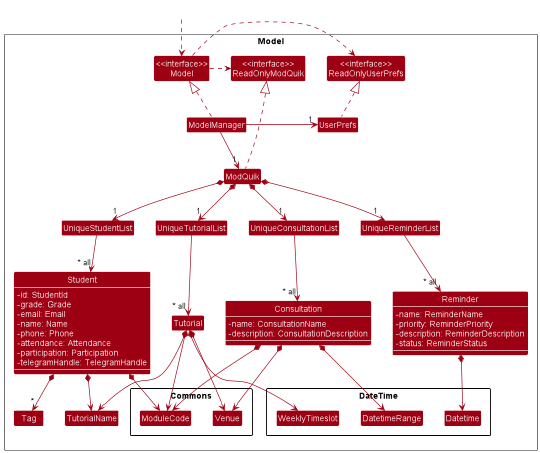 Model
<<interface>>
Model
<<interface>>
ReadOnlyModQuik
<<interface>>
ReadOnlyUserPrefs
ModelManager
1
UserPrefs
1
ModQuik
1
1
1
1
UniqueStudentList
UniqueTutorialList
UniqueConsultationList
UniqueReminderList
* all
* all
* all
* all
Student
-id: StudentId
-grade: Grade
-email: Email
-name: Name
-phone: Phone
-attendance: Attendance
-participation: Participation
-telegramHandle: TelegramHandle
Tutorial
Consultation
-name: ConsultationName
-description: ConsultationDescription
Reminder
-name: ReminderName
-priority: ReminderPriority
-description: ReminderDescription
-status: ReminderStatus
*
Commons
DateTime
Tag
TutorialName
ModuleCode
Venue
WeeklyTimeslot
DatetimeRange
Datetime